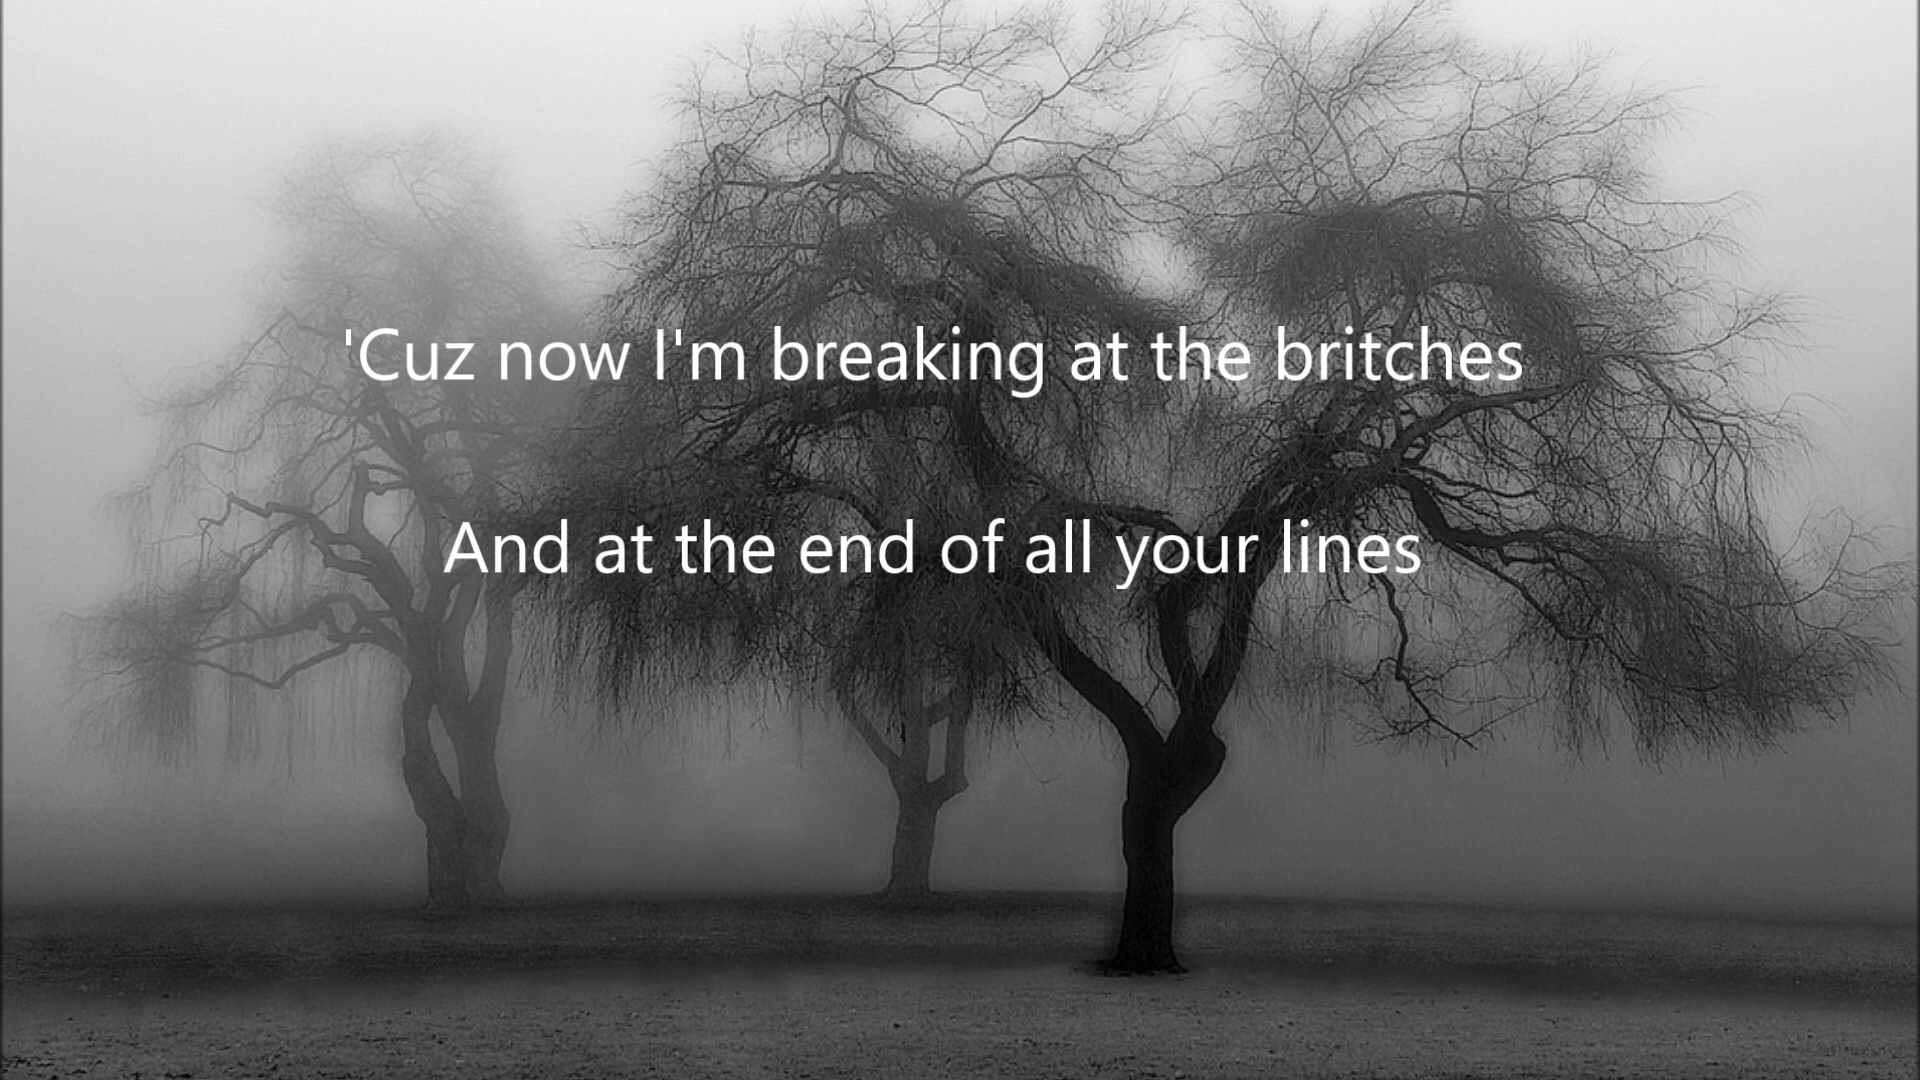 'Cuz now I'm breaking at the britches
And at the end of all your lines